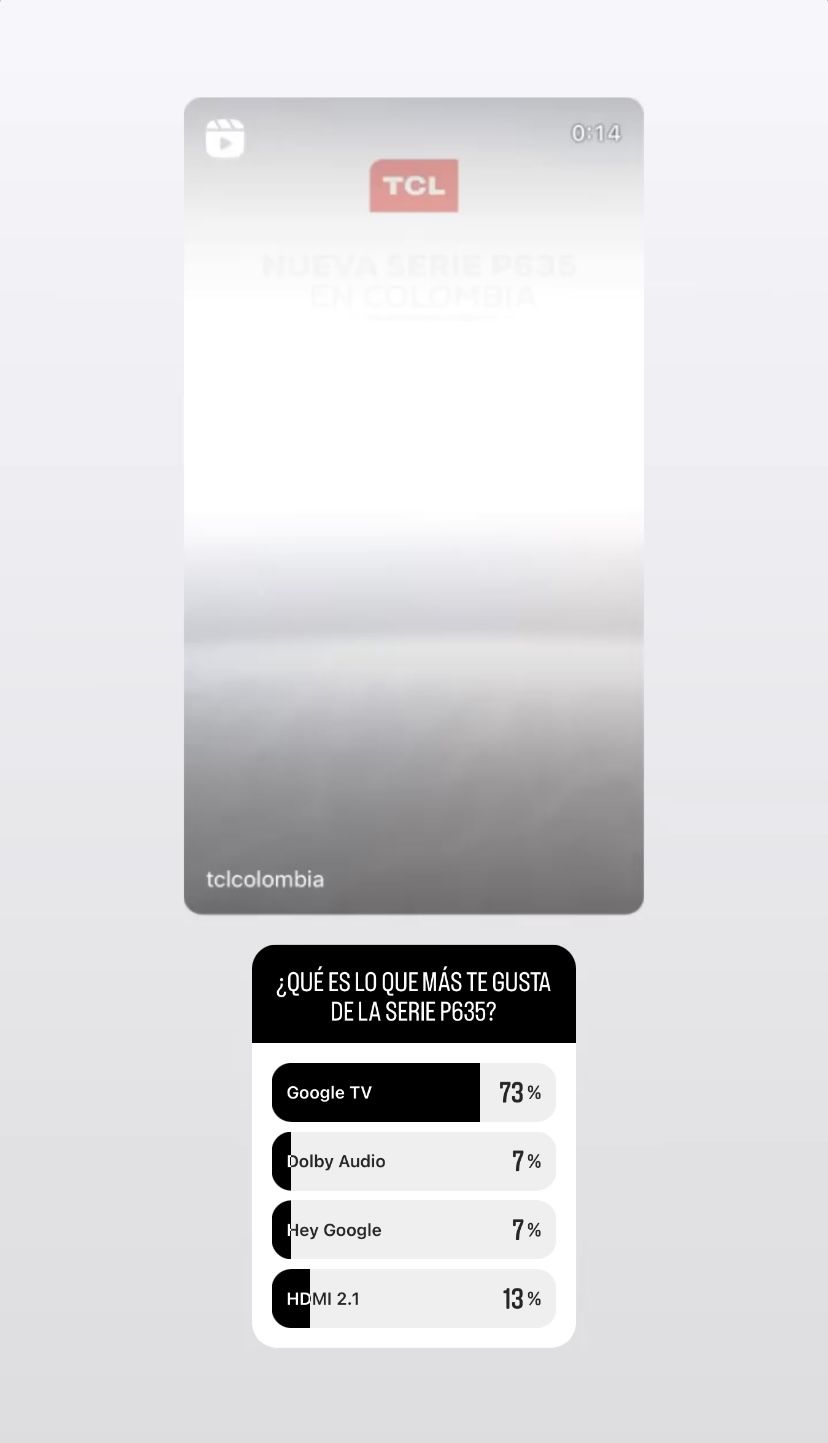 0:14
TCL
NUEVA SERIE P635
EN COLOMBIA
tclcolombia
¿QUÉ ES LO QUE MÁS TE GUSTA
DE LA SERIE P635?
Google TV 73%
Dolby Audio 7%
Hey Google 7%
HDMI 2.1 13%